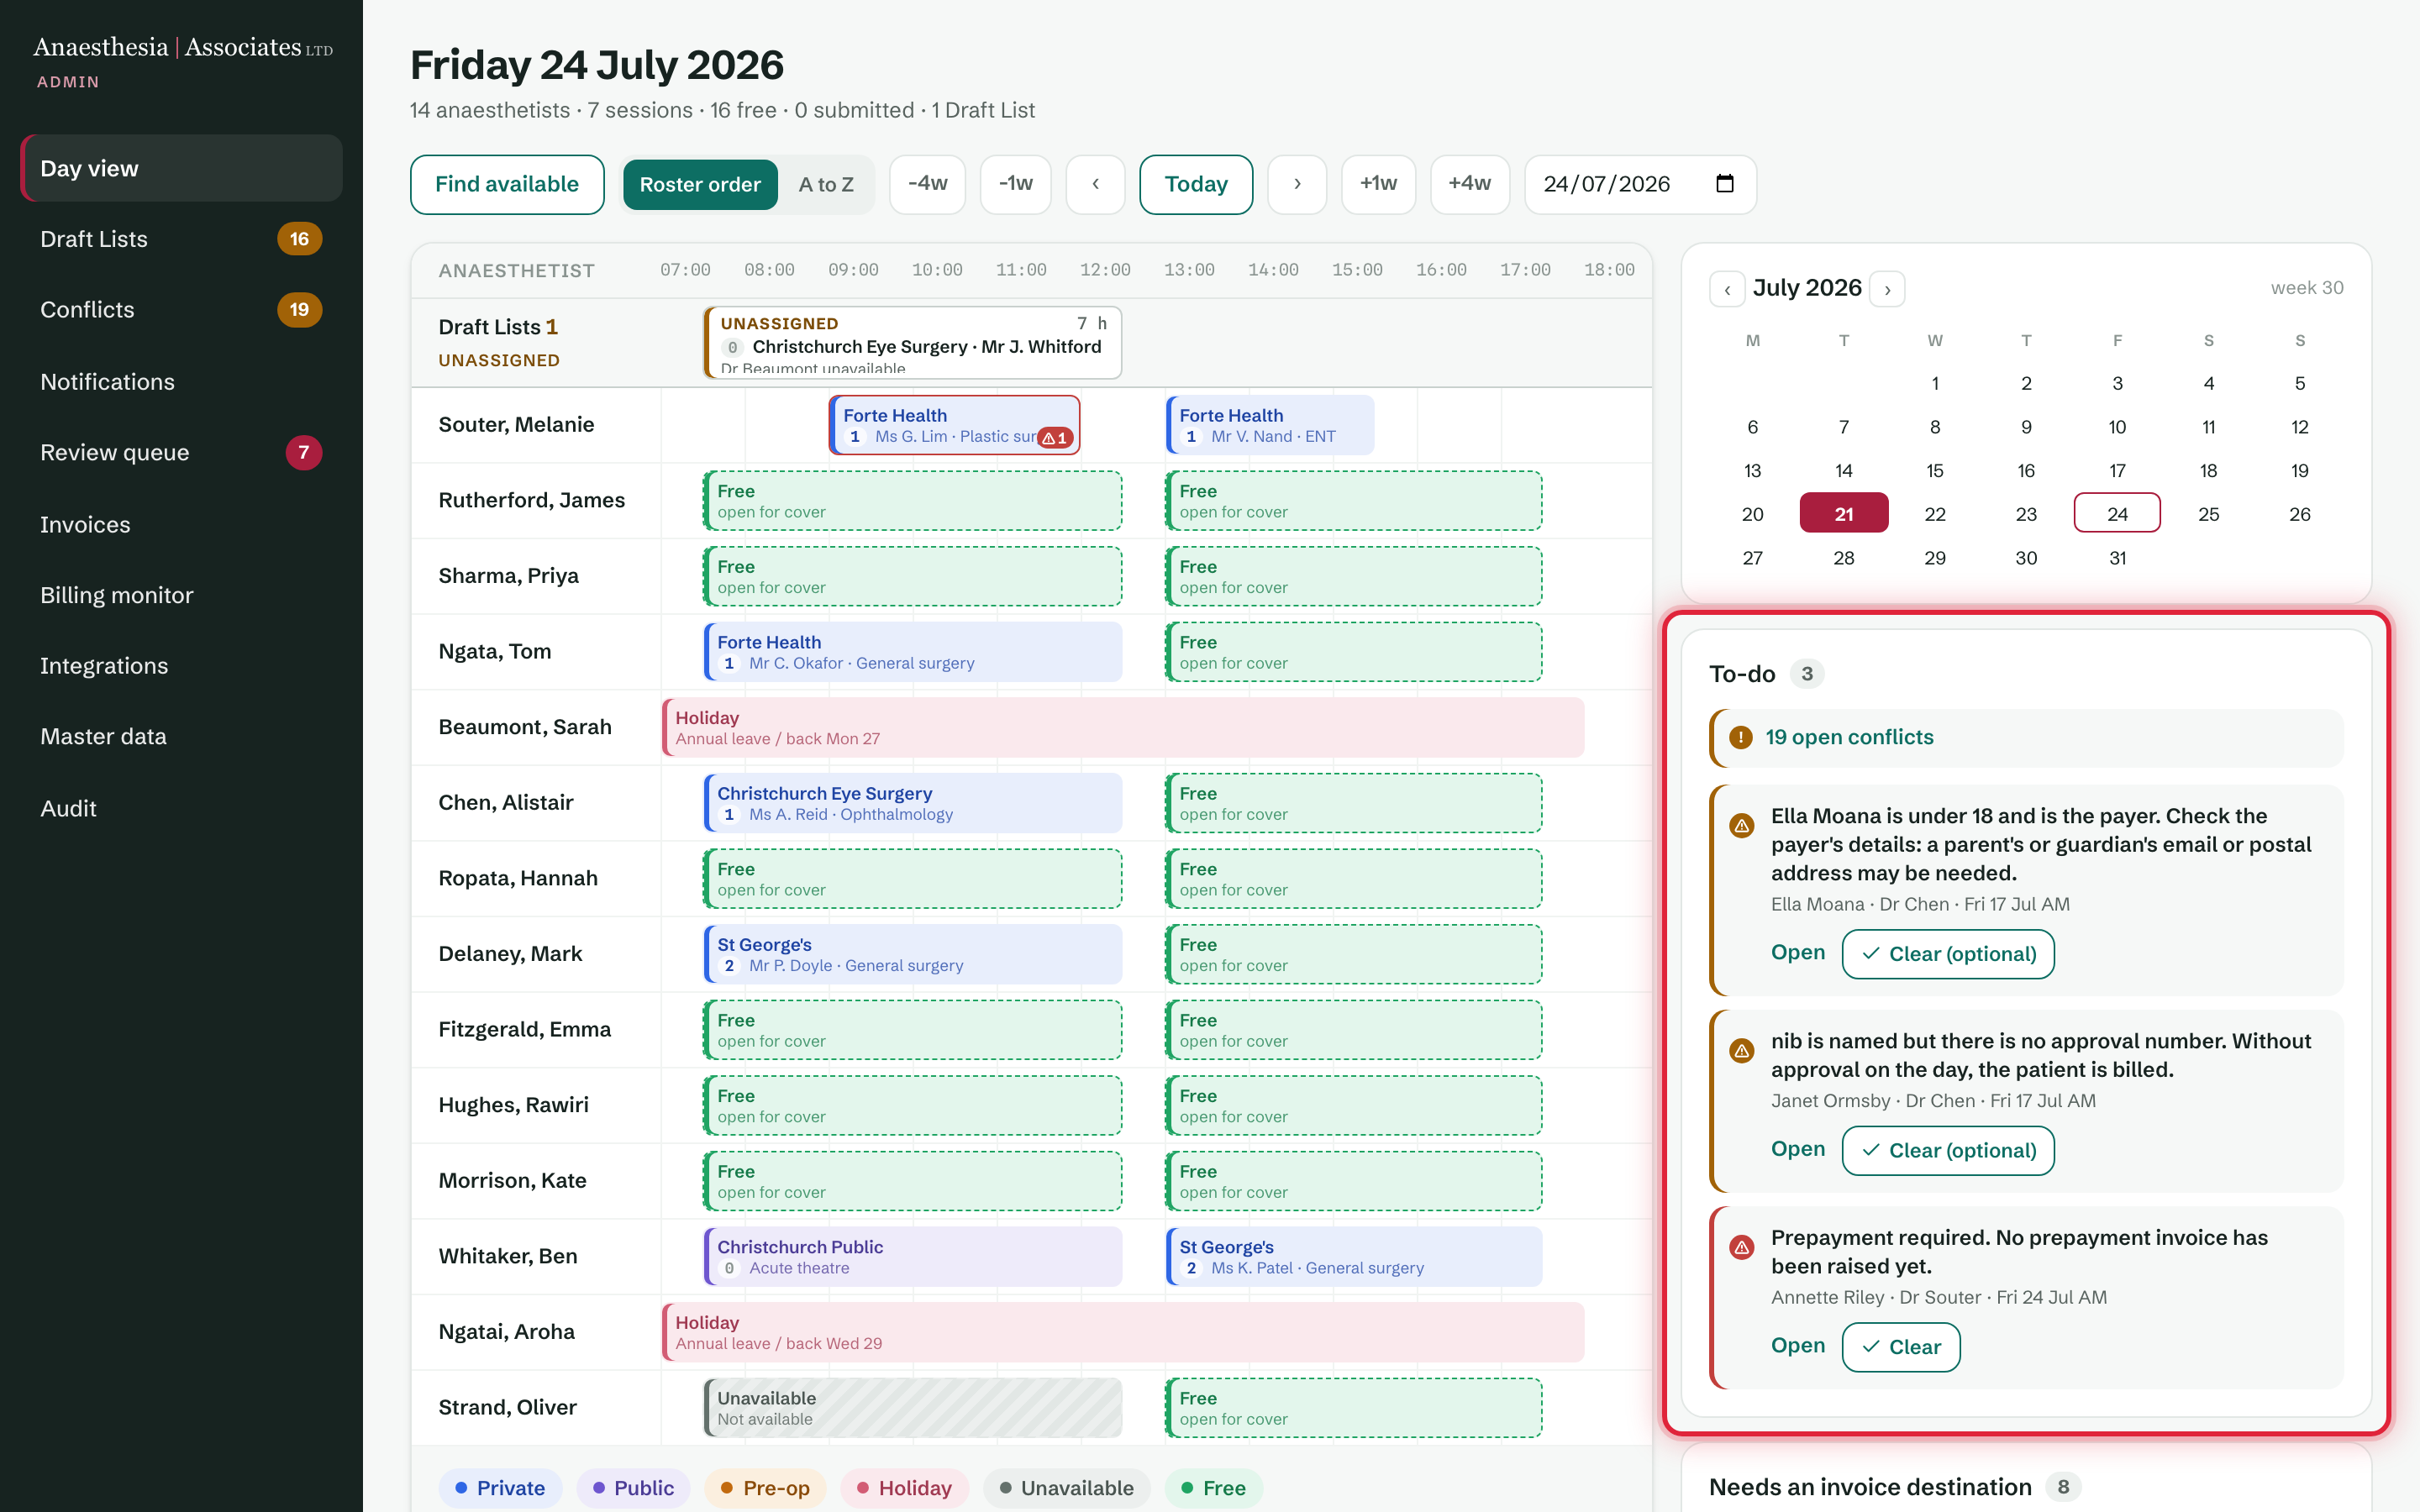 Anaesthesia | Associates LTD
ADMIN
Day view
Draft Lists 16
Conflicts 19
Notifications
Review queue 7
Invoices
Billing monitor
Integrations
Master data
Audit
Friday 24 July 2026
14 anaesthetists · 7 sessions · 16 free · 0 submitted · 1 Draft List
Find available Roster order A to Z -4w -1w ‹ Today › +1w +4w 24/07/2026
ANAESTHETIST 07:00 08:00 09:00 10:00 11:00 12:00 13:00 14:00 15:00 16:00 17:00 18:00
Draft Lists 1
UNASSIGNED
UNASSIGNED 7 h
0 Christchurch Eye Surgery · Mr J. Whitford
Dr Beaumont unavailable
Souter, Melanie
Forte Health
1 Ms G. Lim · Plastic sur 1
Forte Health
1 Mr V. Nand · ENT
Rutherford, James
Free
open for cover
Free
open for cover
Sharma, Priya
Free
open for cover
Free
open for cover
Ngata, Tom
Forte Health
1 Mr C. Okafor · General surgery
Free
open for cover
Beaumont, Sarah
Holiday
Annual leave / back Mon 27
Chen, Alistair
Christchurch Eye Surgery
1 Ms A. Reid · Ophthalmology
Free
open for cover
Ropata, Hannah
Free
open for cover
Free
open for cover
Delaney, Mark
St George's
2 Mr P. Doyle · General surgery
Free
open for cover
Fitzgerald, Emma
Free
open for cover
Free
open for cover
Hughes, Rawiri
Free
open for cover
Free
open for cover
Morrison, Kate
Free
open for cover
Free
open for cover
Whitaker, Ben
Christchurch Public
0 Acute theatre
St George's
2 Ms K. Patel · General surgery
Ngatai, Aroha
Holiday
Annual leave / back Wed 29
Strand, Oliver
Unavailable
Not available
Free
open for cover
Private Public Pre-op Holiday Unavailable Free
‹ July 2026 › week 30
M T W T F S S
1 2 3 4 5
6 7 8 9 10 11 12
13 14 15 16 17 18 19
20 21 22 23 24 25 26
27 28 29 30 31
To-do 3
19 open conflicts
Ella Moana is under 18 and is the payer. Check the
payer's details: a parent's or guardian's email or postal
address may be needed.
Ella Moana · Dr Chen · Fri 17 Jul AM
Open ✓ Clear (optional)
nib is named but there is no approval number. Without
approval on the day, the patient is billed.
Janet Ormsby · Dr Chen · Fri 17 Jul AM
Open ✓ Clear (optional)
Prepayment required. No prepayment invoice has
been raised yet.
Annette Riley · Dr Souter · Fri 24 Jul AM
Open ✓ Clear
Needs an invoice destination 8